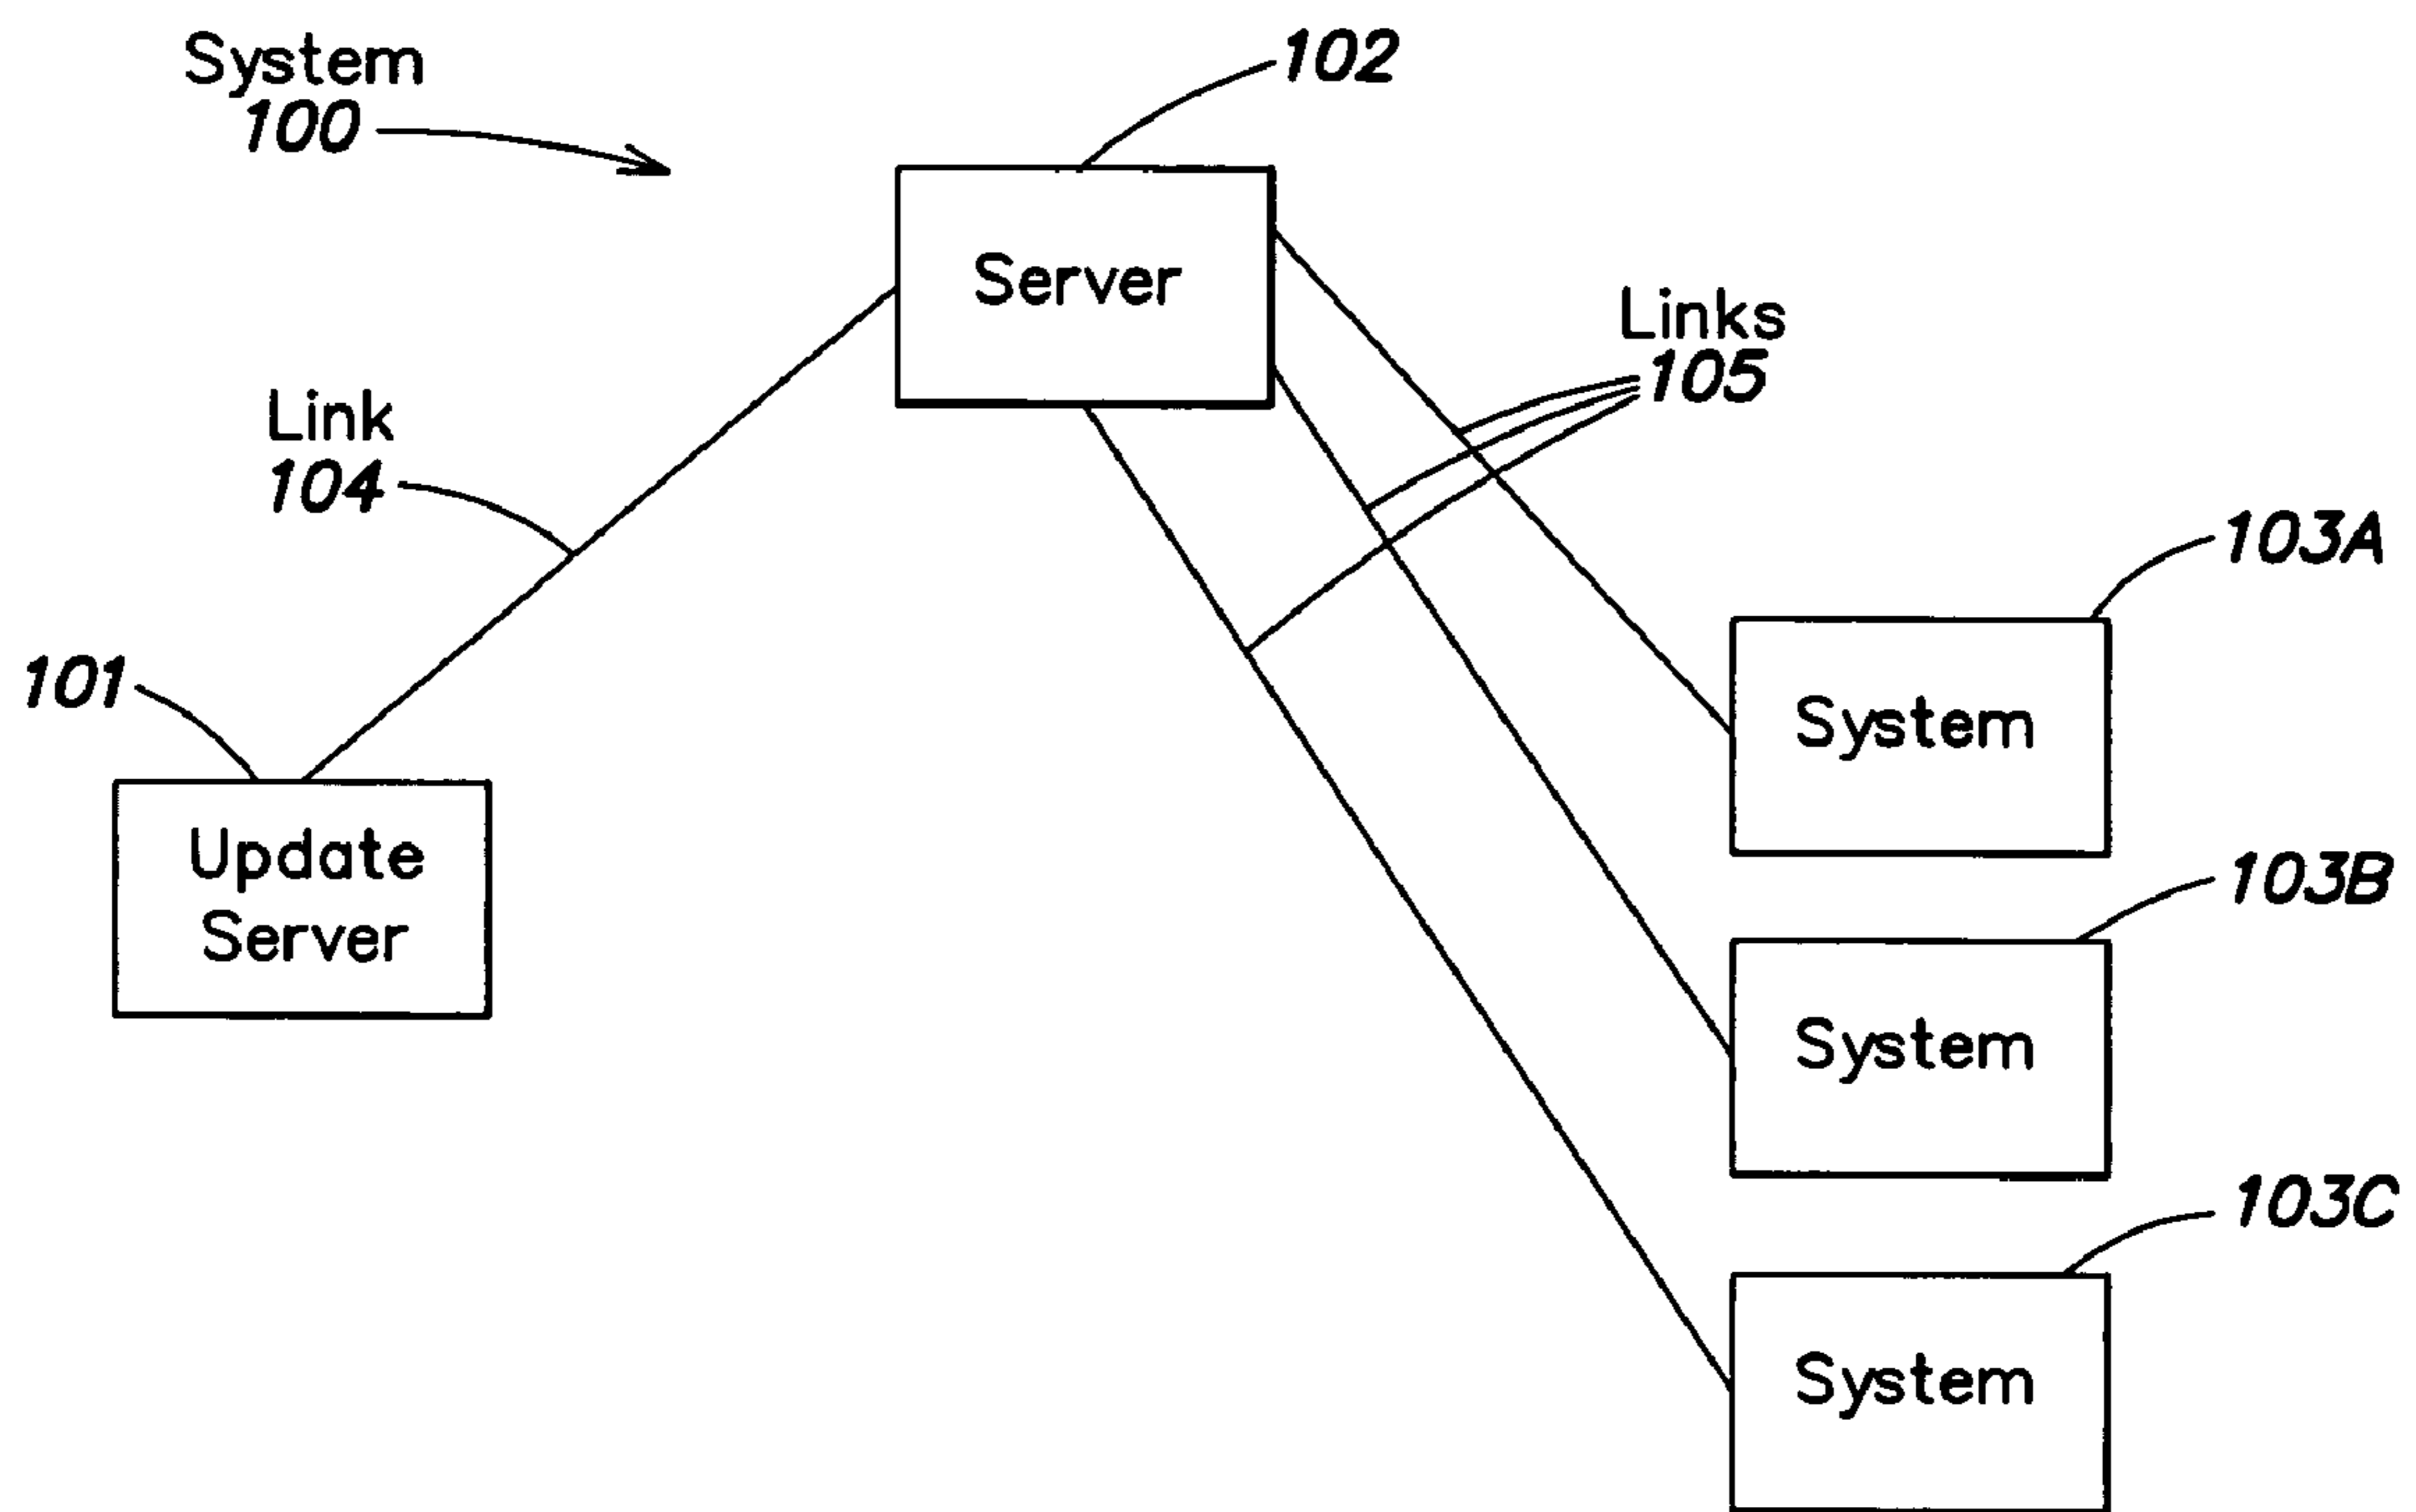 System
100
102
Server
Links
105
Link
104
103A
101
System
Update
Server
103B
System
103C
System